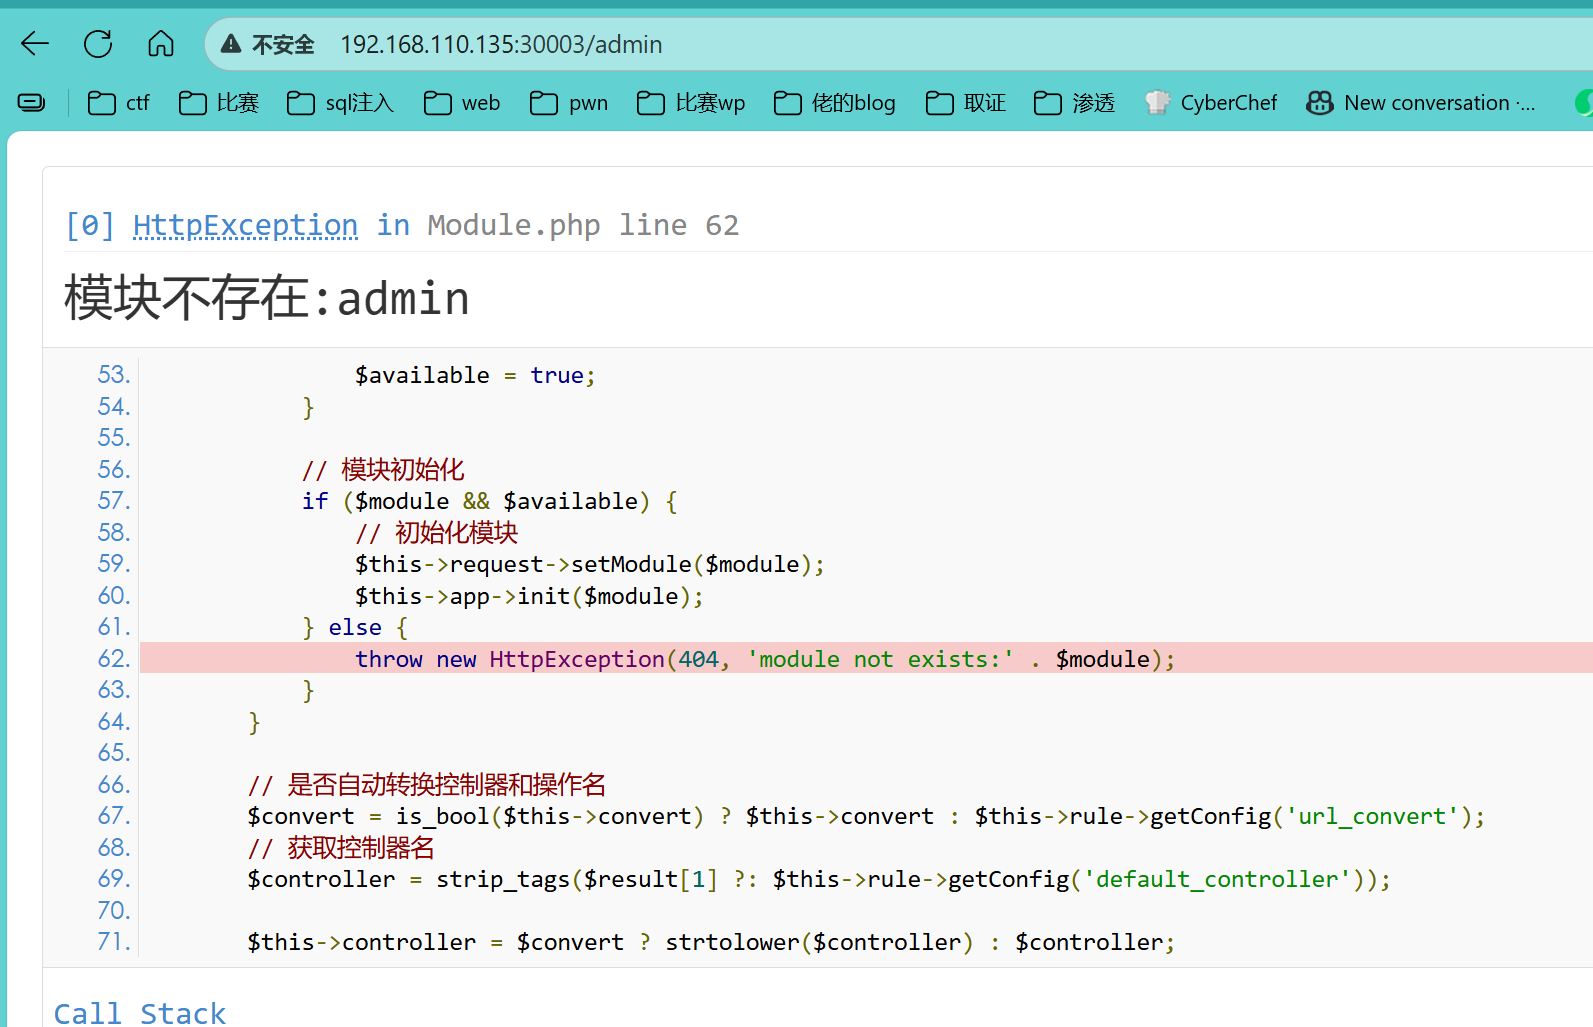 不安全 192.168.110.135:30003/admin
ctf 比赛 sql注入 web pwn 比赛wp 佬的blog 取证 渗透 CyberChef New conversation ·...
[0] HttpException in Module.php line 62
模块不存在:admin
53. $available = true;
54. }
55.
56. // 模块初始化
57. if ($module && $available) {
58. // 初始化模块
59. $this->request->setModule($module);
60. $this->app->init($module);
61. } else {
62. throw new HttpException(404, 'module not exists:' . $module);
63. }
64. }
65.
66. // 是否自动转换控制器和操作名
67. $convert = is_bool($this->convert) ? $this->convert : $this->rule->getConfig('url_convert');
68. // 获取控制器名
69. $controller = strip_tags($result[1] ?: $this->rule->getConfig('default_controller'));
70.
71. $this->controller = $convert ? strtolower($controller) : $controller;
Call Stack